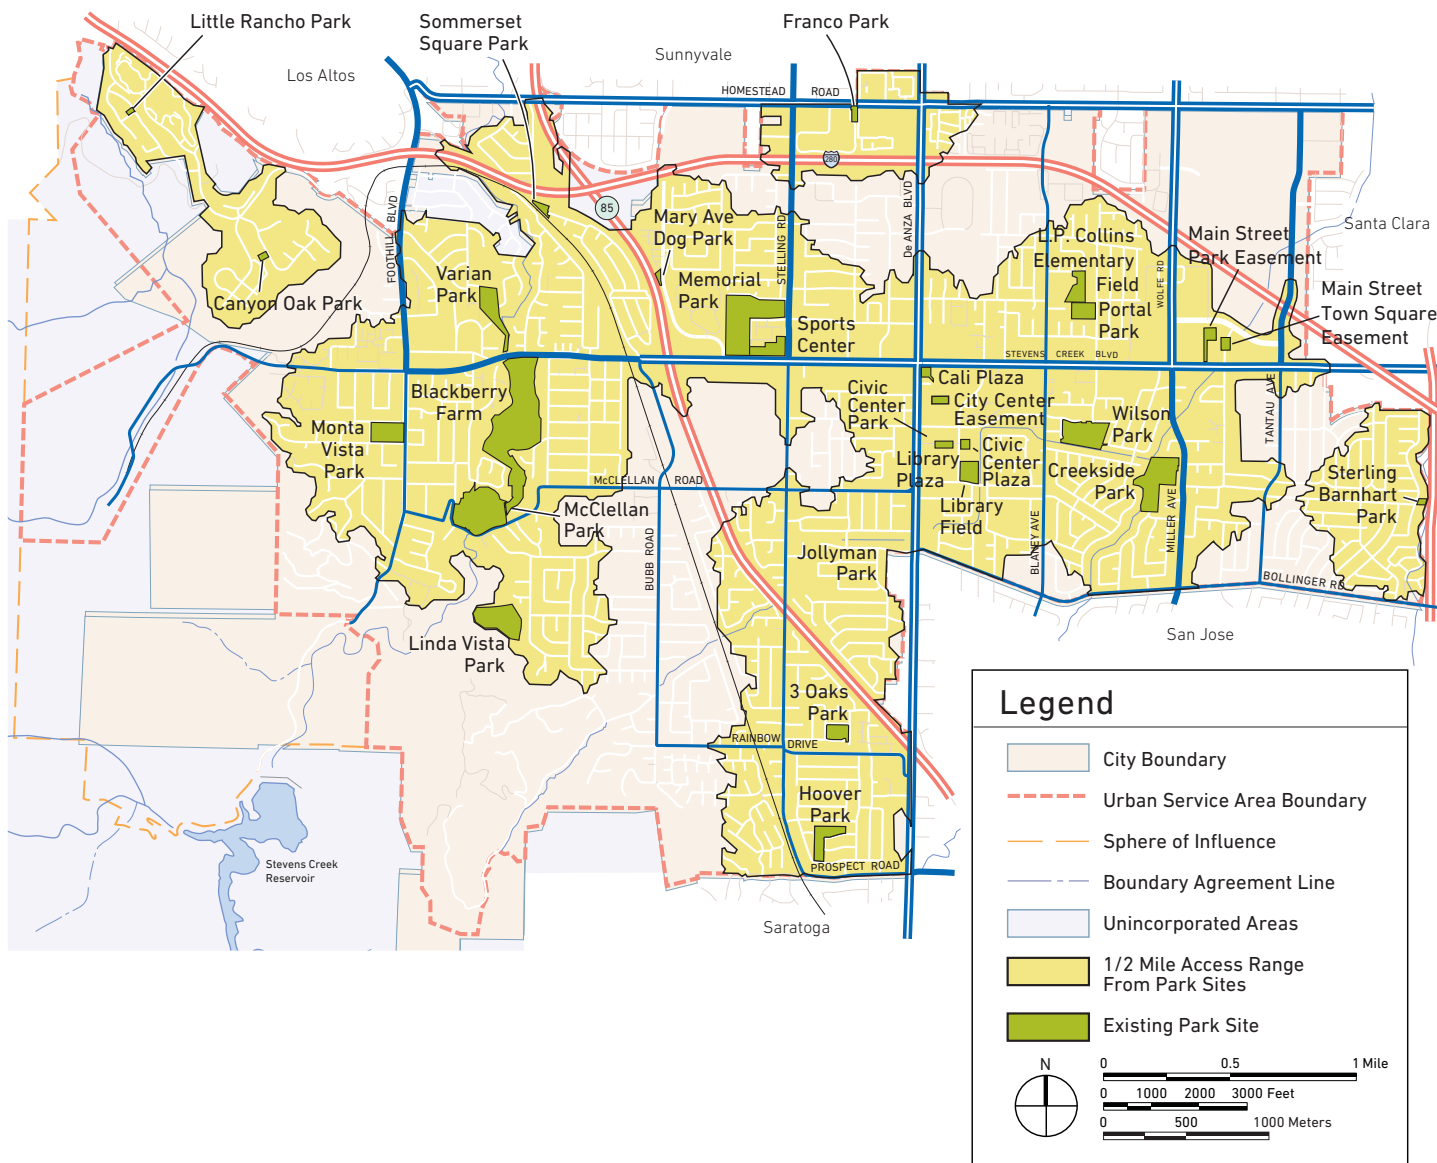 Little Rancho Park
Sommerset
Square Park
Franco Park
Sunnyvale
Los Altos
HOMESTEAD ROAD
280
85
FOOTHILL BLVD
STELLING RD
De ANZA BLVD
WOLFE RD
Santa Clara
Mary Ave
Dog Park
L.P. Collins
Elementary
Field
Main Street
Park Easement
Varian
Park
Memorial
Park
Canyon Oak Park
Portal
Park
Main Street
Town Square
Easement
Sports
Center
STEVENS CREEK BLVD
Blackberry
Farm
Cali Plaza
Civic
Center
Park
City Center
Easement
Wilson
Park
TANTAU AVE
Monta
Vista
Park
Civic
Center
Plaza
Library
Plaza
Creekside
Park
Sterling
Barnhart
Park
McCLELLAN ROAD
McClellan
Park
Library
Field
BLANEY AVE
MILLER AVE
BUBB ROAD
Jollyman
Park
BOLLINGER RD
San Jose
Linda Vista
Park
3 Oaks
Park
RAINBOW DRIVE
Hoover
Park
PROSPECT ROAD
Stevens Creek
Reservoir
Saratoga
Legend
City Boundary
Urban Service Area Boundary
Sphere of Influence
Boundary Agreement Line
Unincorporated Areas
1/2 Mile Access Range
From Park Sites
Existing Park Site
N
0 0.5 1 Mile
0 1000 2000 3000 Feet
0 500 1000 Meters